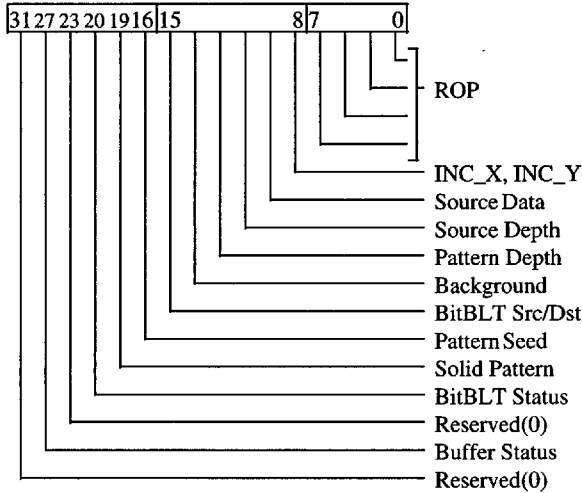 31 27 23 20 19 16 15 8 7 0
ROP
INC_X, INC_Y
Source Data
Source Depth
Pattern Depth
Background
BitBLT Src/Dst
Pattern Seed
Solid Pattern
BitBLT Status
Reserved(0)
Buffer Status
Reserved(0)